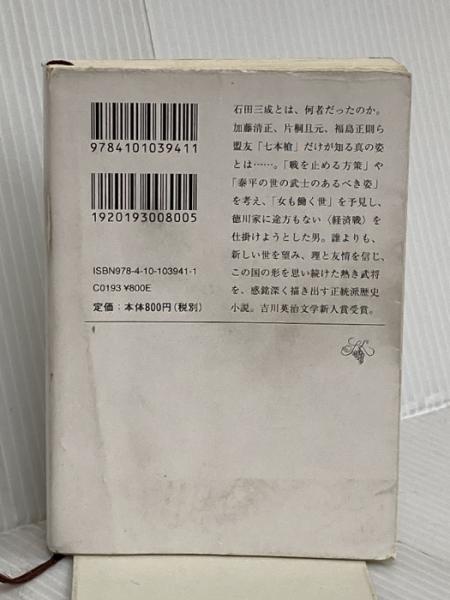 石田三成とは、何者だったのか。
加藤清正、片桐且元、福島正則ら
盟友「七本槍」だけが知る真の姿
とは……。「戦を止める方策」や
「泰平の世の武士のあるべき姿」
を考え、「女も働く世」を予見し、
徳川家に途方もない〈経済戦〉を
仕掛けようとした男。誰よりも、
新しい世を望み、理と友情を信じ、
この国の形を思い続けた熱き武将
を、感銘深く描き出す正統派歴史
小説。吉川英治文学新人賞受賞。
9784101039411
1920193008005
ISBN978-4-10-103941-1
C0193 ¥800E
定価:本体800円(税別)